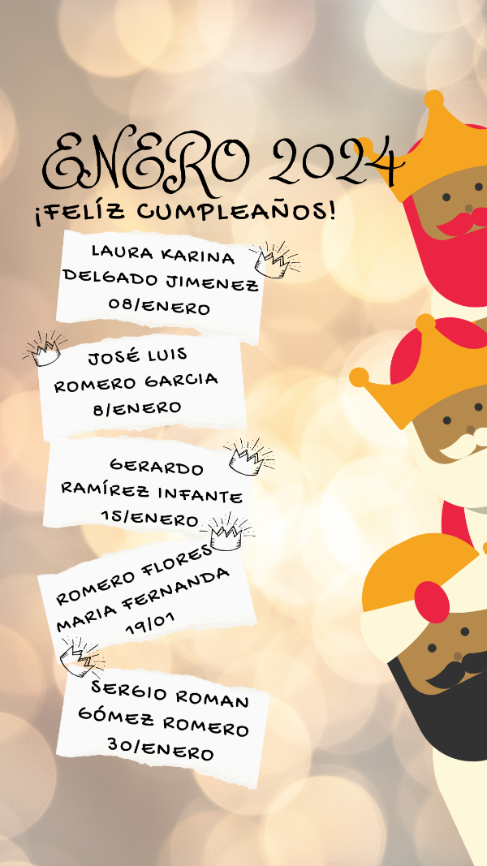 ENERO 2024
¡FELÍZ CUMPLEAÑOS!
LAURA KARINA
DELGADO JIMENEZ
08/ENERO
JOSÉ LUIS
ROMERO GARCIA
8/ENERO
GERARDO
RAMÍREZ INFANTE
15/ENERO
ROMERO FLORES
MARIA FERNANDA
19/01
SERGIO ROMAN
GÓMEZ ROMERO
30/ENERO